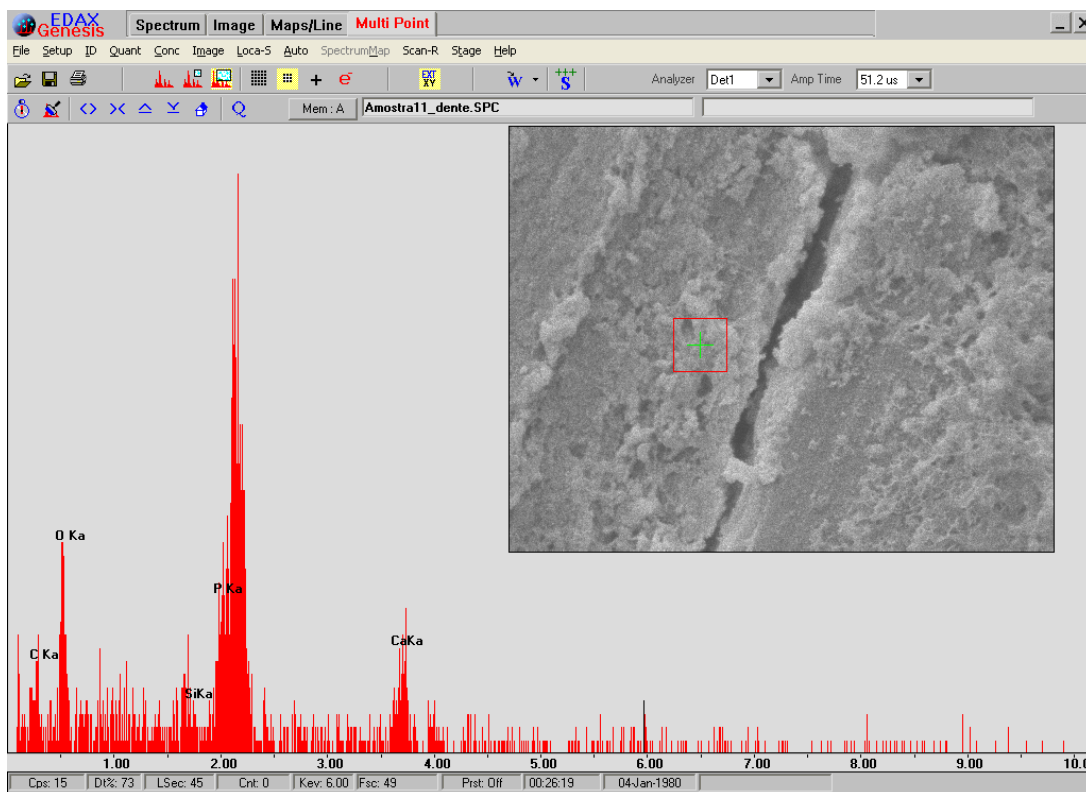 EDAX Genesis Spectrum Image Maps/Line Multi Point
File Setup ID Quant Conc Image Loca-S Auto SpectrumMap Scan-R Stage Help
EXT XY W S Analyzer Det1 Amp Time 51.2 us
Q Mem : A Amostra11_dente.SPC
O Ka
P Ka
C Ka
CaKa
SiKa
1.00 2.00 3.00 4.00 5.00 6.00 7.00 8.00 9.00 10.0
Cps: 15 Dt%: 73 LSec: 45 Cnt: 0 Kev: 6.00 Fsc: 49 Prst: Off 00:26:19 04-Jan-1980